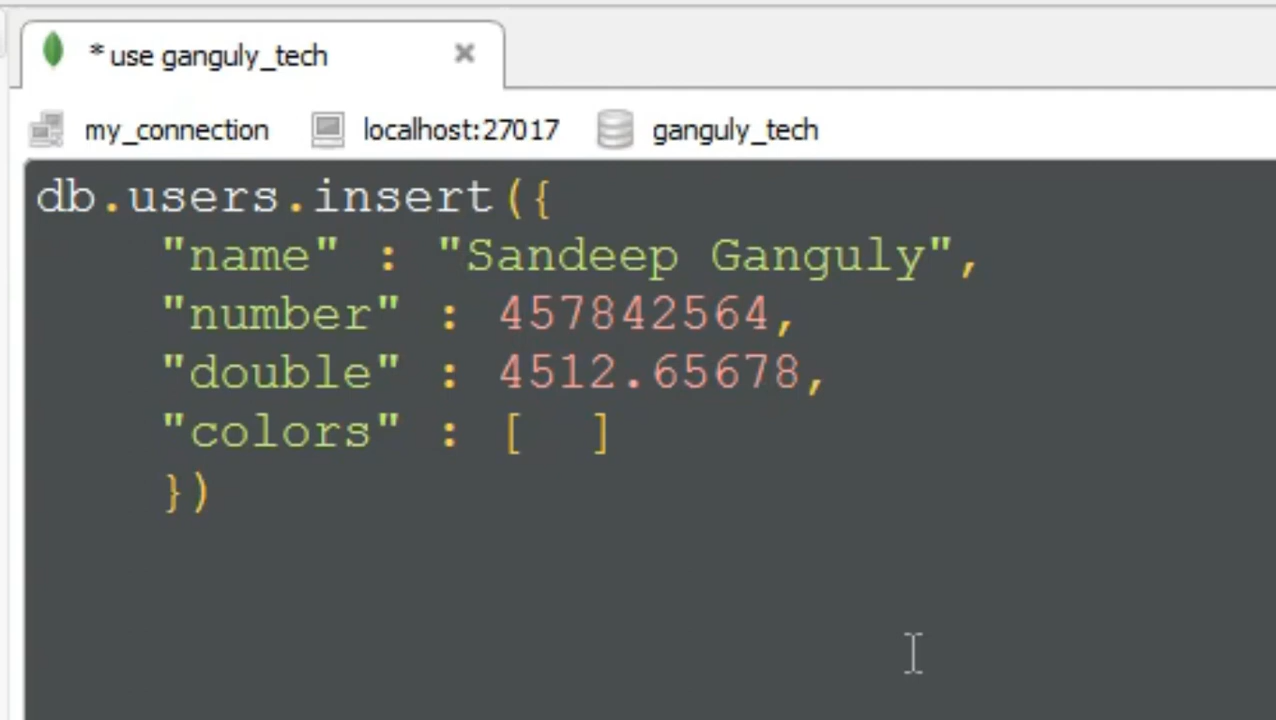 * use ganguly_tech
my_connection localhost:27017 ganguly_tech
db.users.insert({
"name" : "Sandeep Ganguly",
"number" : 457842564,
"double" : 4512.65678,
"colors" : [  ]
})